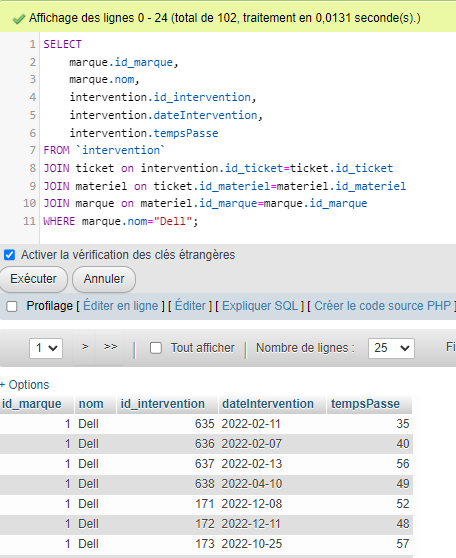 Affichage des lignes 0 - 24 (total de 102, traitement en 0,0131 seconde(s).)
1 SELECT
2 marque.id_marque,
3 marque.nom,
4 intervention.id_intervention,
5 intervention.dateIntervention,
6 intervention.tempsPasse
7 FROM `intervention`
8 JOIN ticket on intervention.id_ticket=ticket.id_ticket
9 JOIN materiel on ticket.id_materiel=materiel.id_materiel
10 JOIN marque on materiel.id_marque=marque.id_marque
11 WHERE marque.nom="Dell";
Activer la vérification des clés étrangères
Exécuter Annuler
Profilage [ Éditer en ligne ] [ Éditer ] [ Expliquer SQL ] [ Créer le code source PHP ]
1 > >> Tout afficher Nombre de lignes : 25 Fi
+ Options
id_marque nom id_intervention dateIntervention tempsPasse
1 Dell 635 2022-02-11 35
1 Dell 636 2022-02-07 40
1 Dell 637 2022-02-13 56
1 Dell 638 2022-04-10 49
1 Dell 171 2022-12-08 52
1 Dell 172 2022-12-11 48
1 Dell 173 2022-10-25 57